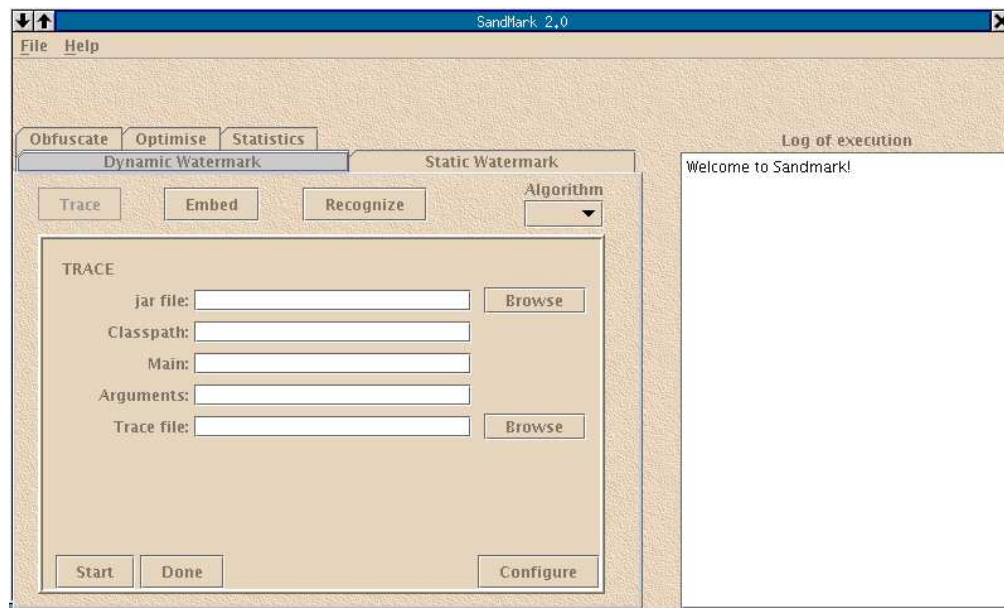 SandMark 2.0
File Help
Obfuscate Optimise Statistics
Dynamic Watermark Static Watermark
Log of execution
Welcome to Sandmark!
Trace Embed Recognize
Algorithm
TRACE
jar file: Browse
Classpath:
Main:
Arguments:
Trace file: Browse
Start Done Configure